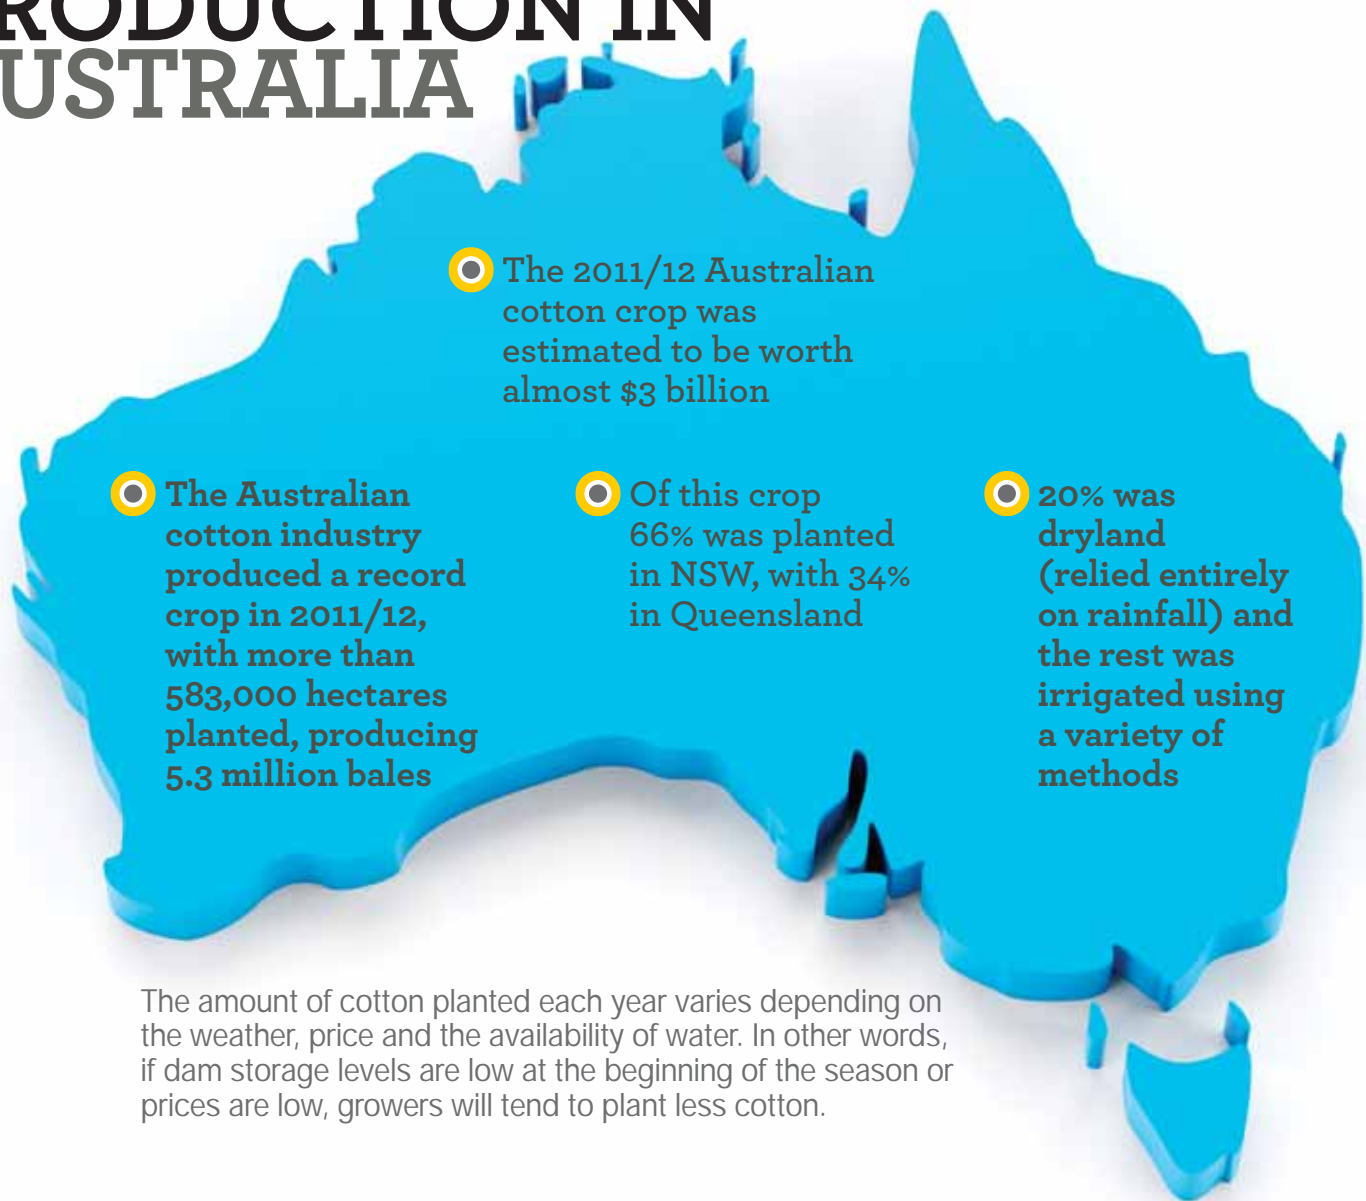 RODUCTION IN
USTRALIA
The 2011/12 Australian
cotton crop was
estimated to be worth
almost $3 billion
The Australian
cotton industry
produced a record
crop in 2011/12,
with more than
583,000 hectares
planted, producing
5.3 million bales
Of this crop
66% was planted
in NSW, with 34%
in Queensland
20% was
dryland
(relied entirely
on rainfall) and
the rest was
irrigated using
a variety of
methods
The amount of cotton planted each year varies depending on
the weather, price and the availability of water. In other words,
if dam storage levels are low at the beginning of the season or
prices are low, growers will tend to plant less cotton.